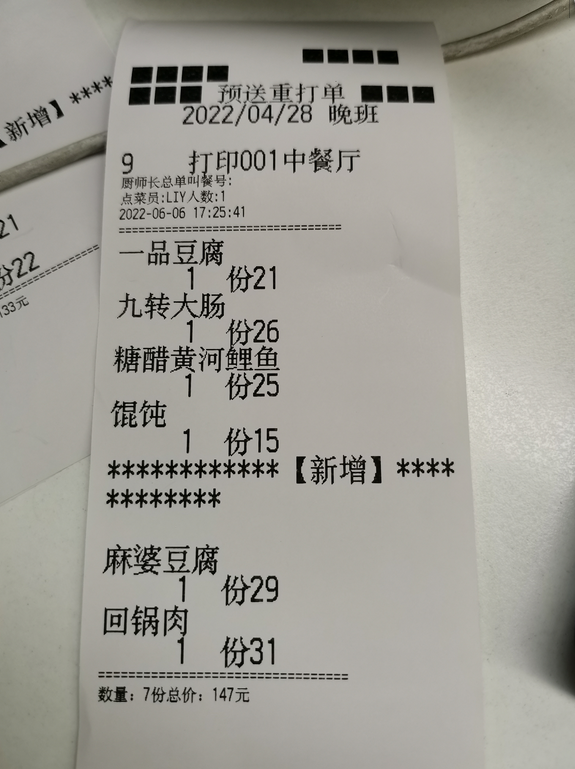 ■■■■
■■■■
■■■ 预送重打单 ■■■
2022/04/28 晚班
9 打印001中餐厅
厨师长总单叫餐号:
点菜员:LIY人数:1
2022-06-06 17:25:41
==================================
一品豆腐
1 份21
九转大肠
1 份26
糖醋黄河鲤鱼
1 份25
馄饨
1 份15
************【新增】****
********
麻婆豆腐
1 份29
回锅肉
1 份31
==================================
数量: 7份总价: 147元
新增】****
21
份22
133元